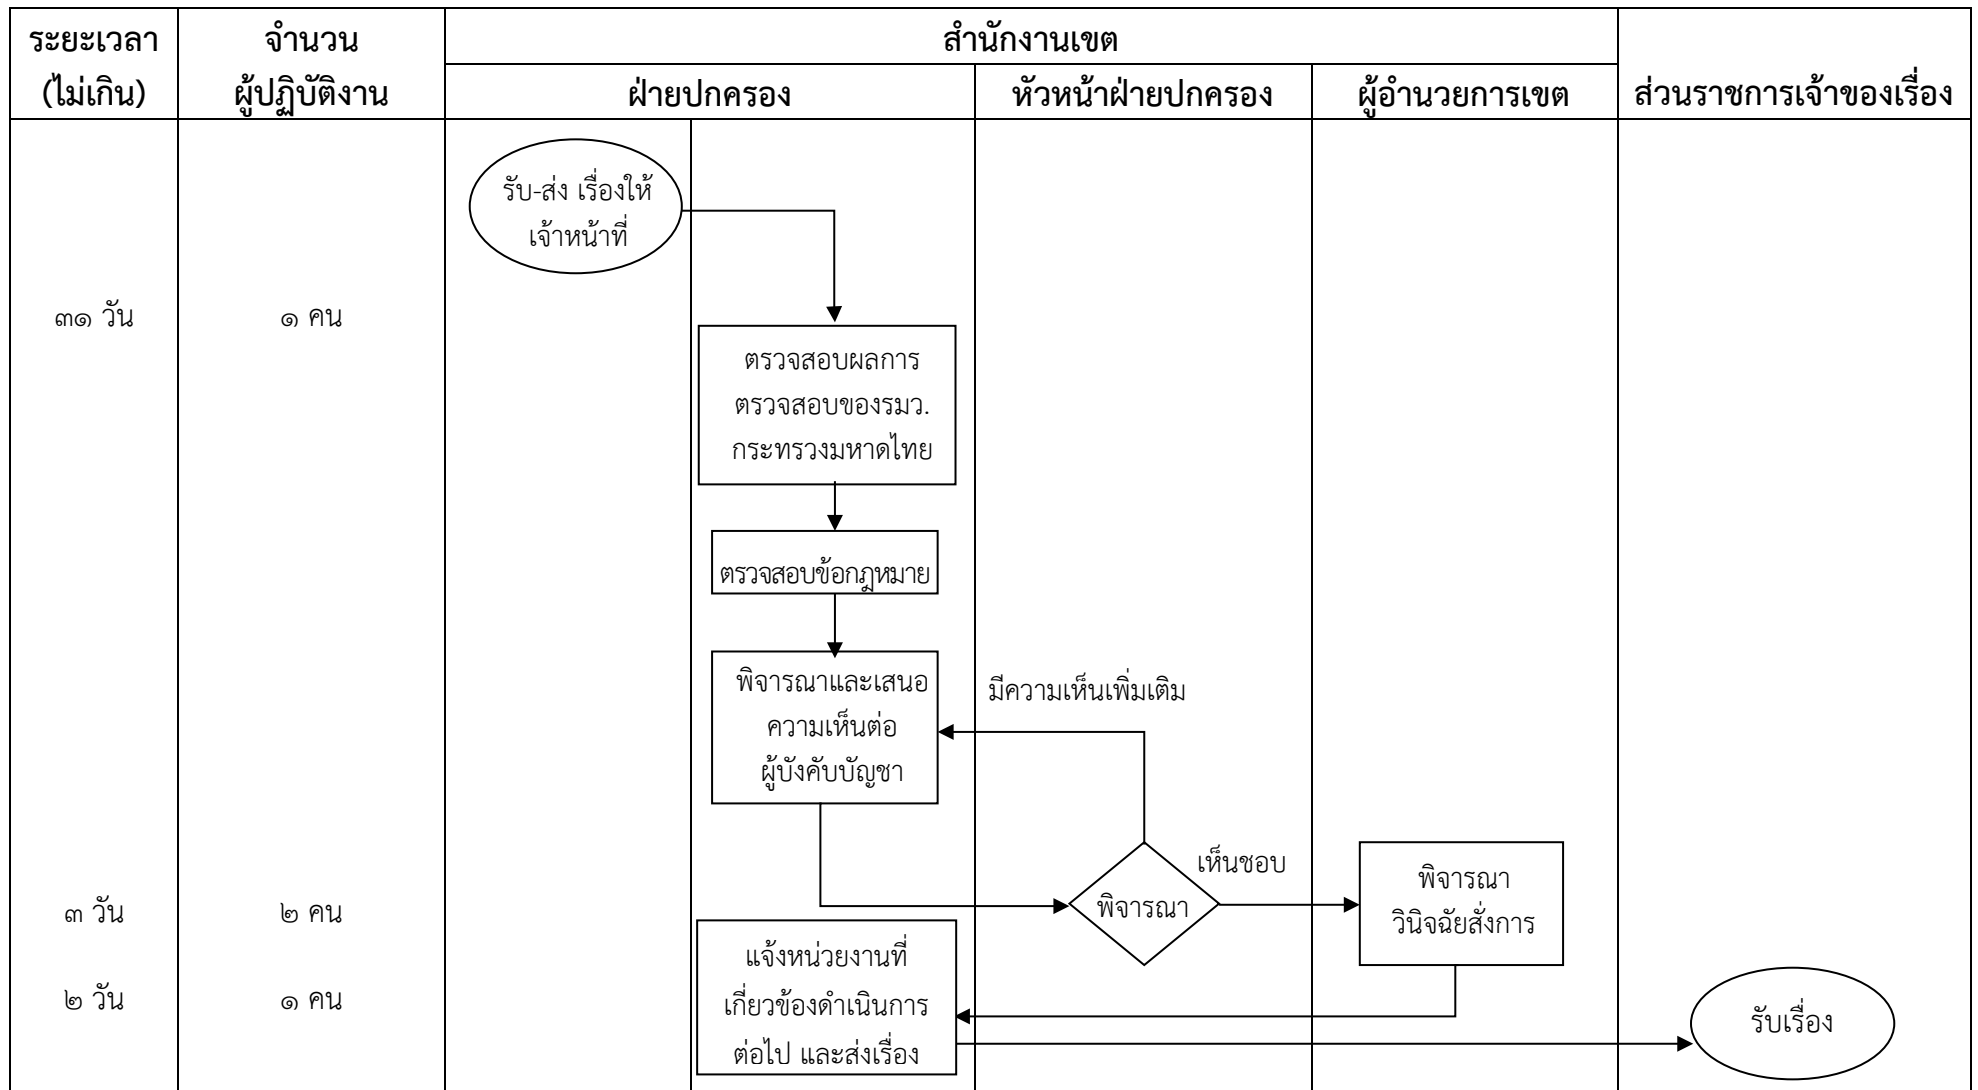 ระยะเวลา
(ไม่เกิน)
จำนวน
ผู้ปฏิบัติงาน
สำนักงานเขต
ฝ่ายปกครอง
หัวหน้าฝ่ายปกครอง
ผู้อำนวยการเขต
ส่วนราชการเจ้าของเรื่อง
รับ-ส่ง เรื่องให้
เจ้าหน้าที่
๓๑ วัน
๑ คน
ตรวจสอบผลการ
ตรวจสอบของรมว.
กระทรวงมหาดไทย
ตรวจสอบข้อกฎหมาย
พิจารณาและเสนอ
ความเห็นต่อ
ผู้บังคับบัญชา
มีความเห็นเพิ่มเติม
๓ วัน
๒ คน
พิจารณา
เห็นชอบ
พิจารณา
วินิจฉัยสั่งการ
๒ วัน
๑ คน
แจ้งหน่วยงานที่
เกี่ยวข้องดำเนินการ
ต่อไป และส่งเรื่อง
รับเรื่อง